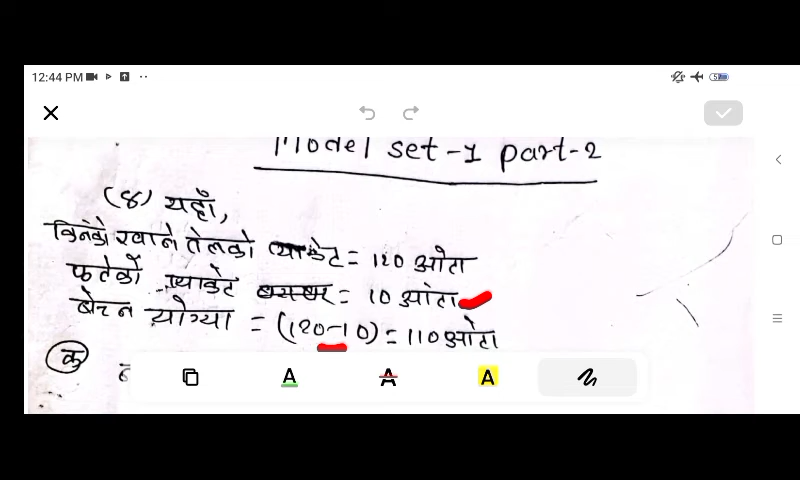 12:44 PM
57
Model set -1 part-2
(४) यहाँ,
किनेको खाने तेलको प्याकेट = 120 ओटा
फुटेको प्याकेट = 10 ओटा
बेच्न योग्या = (120-10) = 110 ओटा
क
A A A